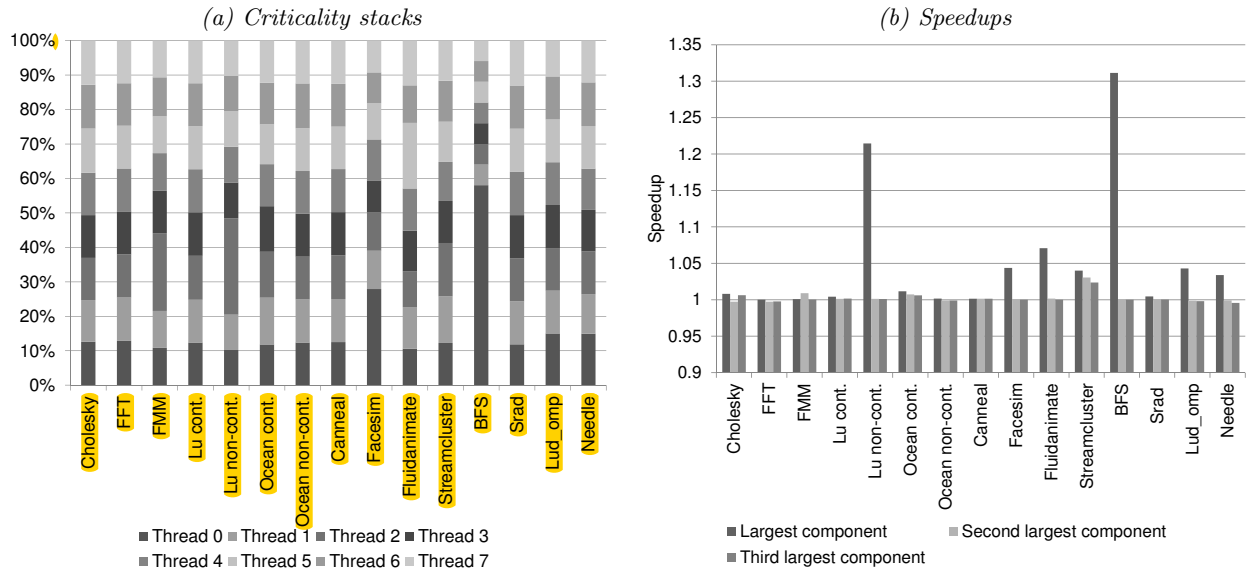 (a) Criticality stacks
100%
90%
80%
70%
60%
50%
40%
30%
20%
10%
0%
Cholesky
FFT
FMM
Lu cont.
Lu non-cont.
Ocean cont.
Ocean non-cont.
Canneal
Facesim
Fluidanimate
Streamcluster
BFS
Srad
Lud_omp
Needle
Thread 0 Thread 1 Thread 2 Thread 3
Thread 4 Thread 5 Thread 6 Thread 7
(b) Speedups
Speedup
1.35
1.3
1.25
1.2
1.15
1.1
1.05
1
0.95
0.9
Cholesky
FFT
FMM
Lu cont.
Lu non-cont.
Ocean cont.
Ocean non-cont.
Canneal
Facesim
Fluidanimate
Streamcluster
BFS
Srad
Lud_omp
Needle
Largest component Second largest component
Third largest component